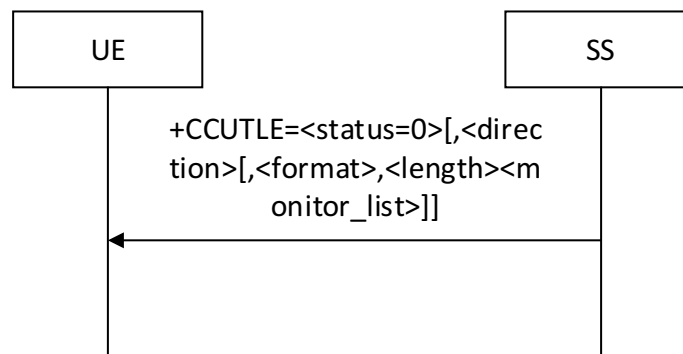 UE
SS
+CCUTLE=<status=0>[,<direc
tion>[,<format>,<length><m
onitor_list>]]